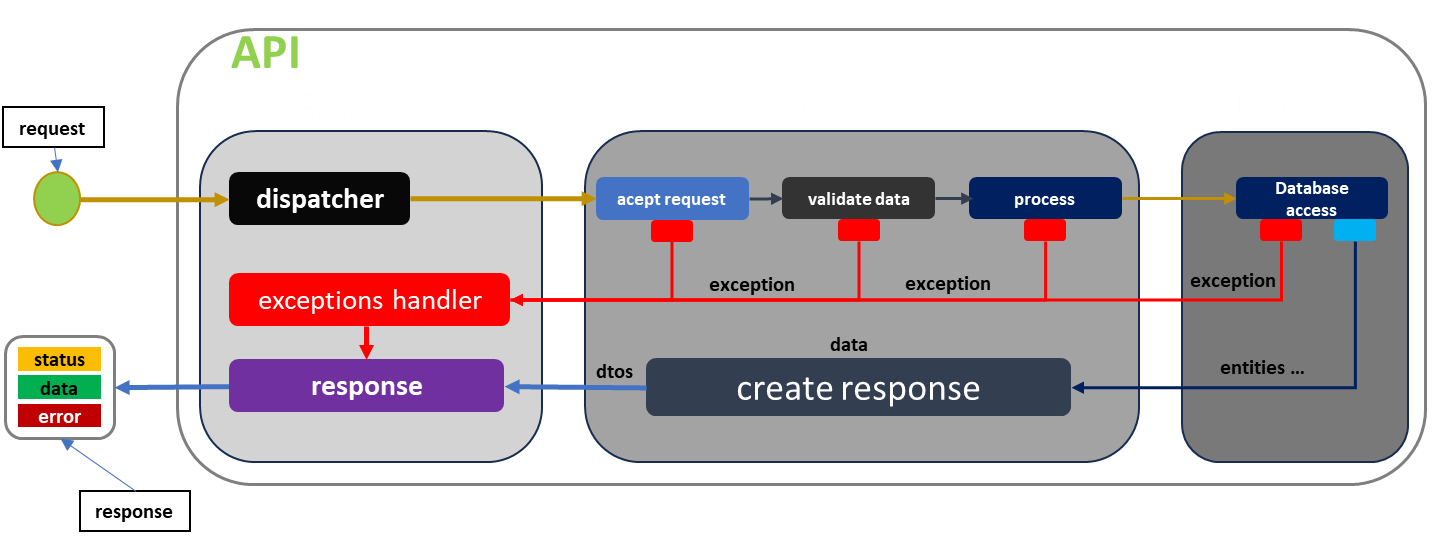 API
request
dispatcher
acept request
validate data
process
Database
access
exceptions handler
exception
exception
exception
status
data
error
response
dtos
data
create response
entities ...
response